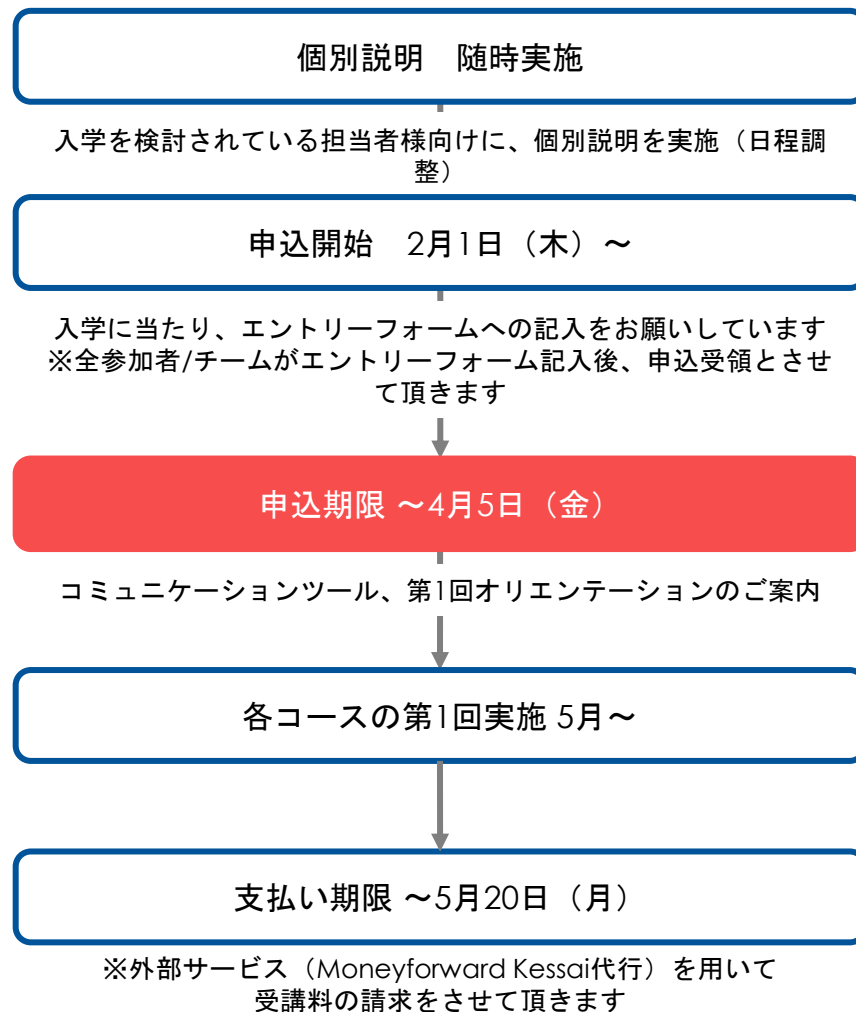 個別説明　随時実施
入学を検討されている担当者様向けに、個別説明を実施（日程調
整）
申込開始　2月1日（木）～
入学に当たり、エントリーフォームへの記入をお願いしています
※全参加者/チームがエントリーフォーム記入後、申込受領とさせ
て頂きます
申込期限 ～4月5日（金）
コミュニケーションツール、第1回オリエンテーションのご案内
各コースの第1回実施 5月～
支払い期限 ～5月20日（月）
※外部サービス（Moneyforward Kessai代行）を用いて
受講料の請求をさせて頂きます